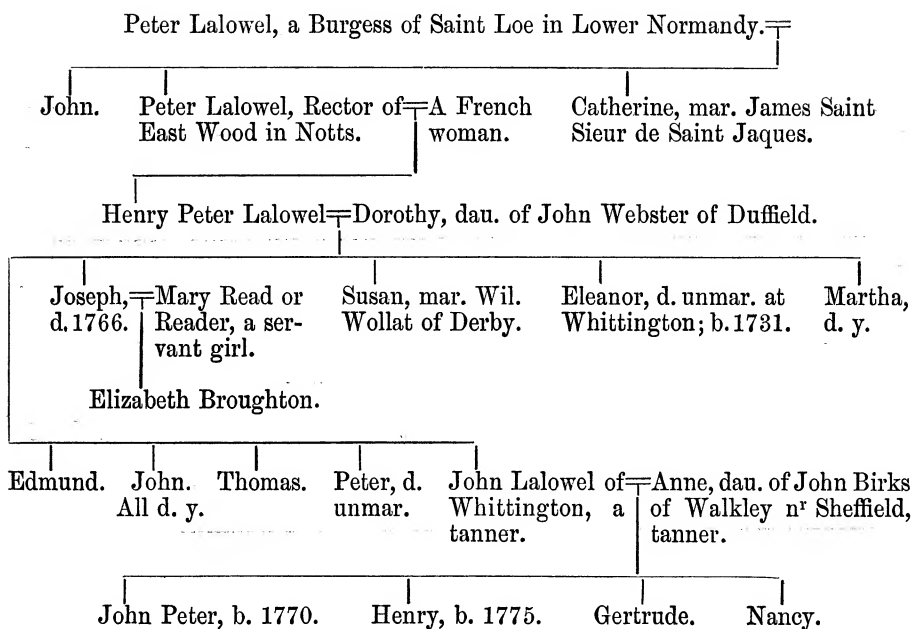 Peter Lalowel, a Burgess of Saint Loe in Lower Normandy.
John.
Peter Lalowel, Rector of
East Wood in Notts.
A French
woman.
Catherine, mar. James Saint
Sieur de Saint Jaques.
Henry Peter Lalowel
Dorothy, dau. of John Webster of Duffield.
Joseph,
d. 1766.
Mary Read or
Reader, a ser-
vant girl.
Susan, mar. Wil.
Wollat of Derby.
Eleanor, d. unmar. at
Whittington; b. 1731.
Martha,
d. y.
Elizabeth Broughton.
Edmund. John. Thomas.
All d. y.
Peter, d.
unmar.
John Lalowel of
Whittington, a
tanner.
Anne, dau. of John Birks
of Walkley nʳ Sheffield,
tanner.
John Peter, b. 1770.
Henry, b. 1775.
Gertrude.
Nancy.